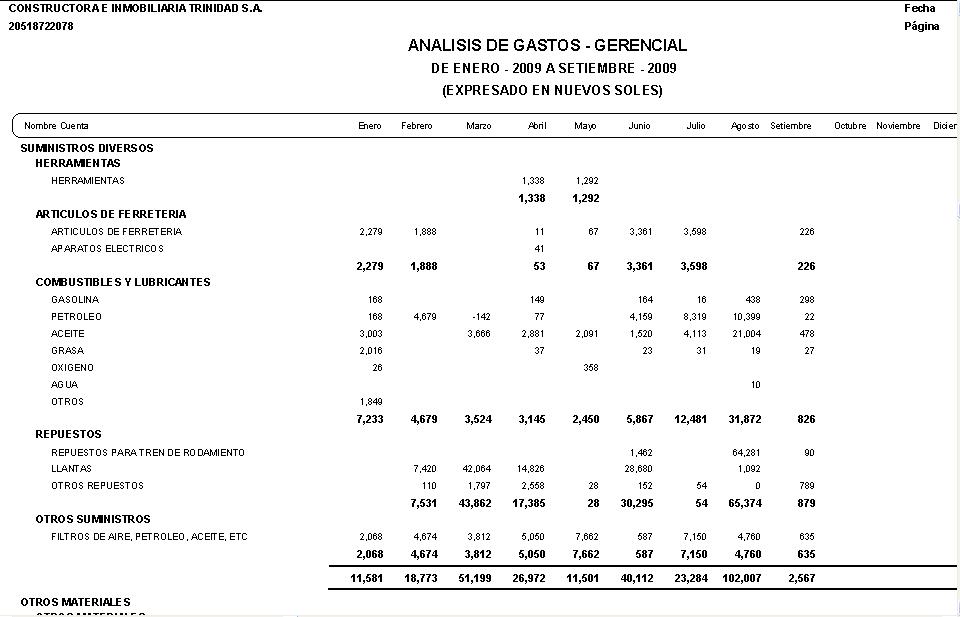 CONSTRUCTORA E INMOBILIARIA TRINIDAD S.A. Fecha
20518722078 Página
ANALISIS DE GASTOS - GERENCIAL
DE ENERO - 2009 A SETIEMBRE - 2009
(EXPRESADO EN NUEVOS SOLES)
Nombre Cuenta Enero Febrero Marzo Abril Mayo Junio Julio Agosto Setiembre Octubre Noviembre Dicier
SUMINISTROS DIVERSOS
HERRAMIENTAS
HERRAMIENTAS 1,338 1,292
1,338 1,292
ARTICULOS DE FERRETERIA
ARTICULOS DE FERRETERIA 2,279 1,888 11 67 3,361 3,598 226
APARATOS ELECTRICOS 41
2,279 1,888 53 67 3,361 3,598 226
COMBUSTIBLES Y LUBRICANTES
GASOLINA 168 149 164 16 438 298
PETROLEO 168 4,679 -142 77 4,159 8,319 10,399 22
ACEITE 3,003 3,666 2,881 2,091 1,520 4,113 21,004 478
GRASA 2,016 37 23 31 19 27
OXIGENO 26 358
AGUA 10
OTROS 1,849
7,233 4,679 3,524 3,145 2,450 5,867 12,481 31,872 826
REPUESTOS
REPUESTOS PARA TREN DE RODAMIENTO 1,462 64,281 90
LLANTAS 7,420 42,064 14,826 28,680 1,092
OTROS REPUESTOS 110 1,797 2,558 28 152 54 0 789
7,531 43,862 17,385 28 30,295 54 65,374 879
OTROS SUMINISTROS
FILTROS DE AIRE, PETROLEO, ACEITE, ETC 2,068 4,674 3,812 5,050 7,662 587 7,150 4,760 635
2,068 4,674 3,812 5,050 7,662 587 7,150 4,760 635
11,581 18,773 51,199 26,972 11,501 40,112 23,284 102,007 2,567
OTROS MATERIALES
OTROS MATERIALES